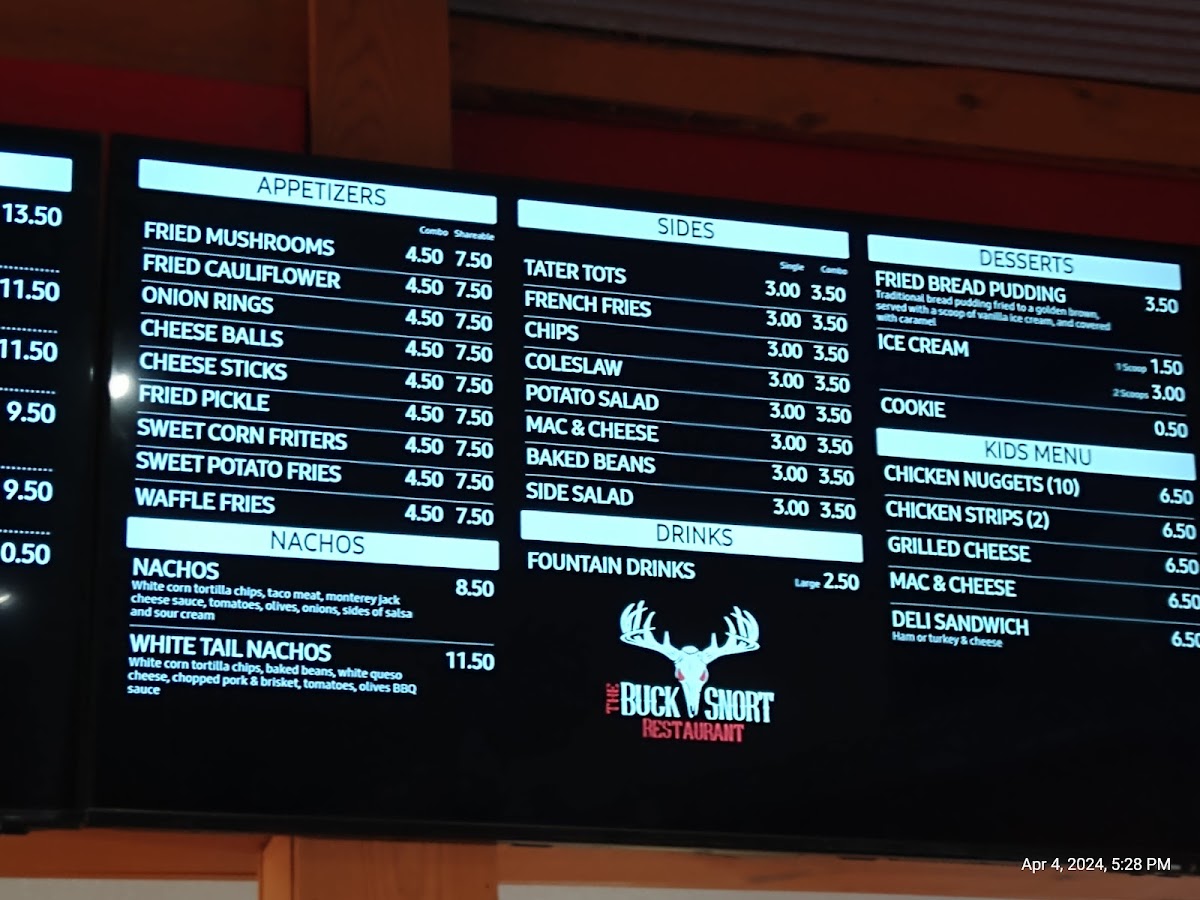 13.50
11.50
11.50
9.50
9.50
0.50
APPETIZERS
Combo Shareable
FRIED MUSHROOMS 4.50 7.50
FRIED CAULIFLOWER 4.50 7.50
ONION RINGS 4.50 7.50
CHEESE BALLS 4.50 7.50
CHEESE STICKS 4.50 7.50
FRIED PICKLE 4.50 7.50
SWEET CORN FRITERS 4.50 7.50
SWEET POTATO FRIES 4.50 7.50
WAFFLE FRIES 4.50 7.50
NACHOS
NACHOS 8.50
White corn tortilla chips, taco meat, monterey jack
cheese sauce, tomatoes, olives, onions, sides of salsa
and sour cream
WHITE TAIL NACHOS 11.50
White corn tortilla chips, baked beans, white queso
cheese, chopped pork & brisket, tomatoes, olives BBQ
sauce
SIDES
Single Combo
TATER TOTS 3.00 3.50
FRENCH FRIES 3.00 3.50
CHIPS 3.00 3.50
COLESLAW 3.00 3.50
POTATO SALAD 3.00 3.50
MAC & CHEESE 3.00 3.50
BAKED BEANS 3.00 3.50
SIDE SALAD 3.00 3.50
DRINKS
FOUNTAIN DRINKS Large 2.50
THE BUCK SNORT
RESTAURANT
DESSERTS
FRIED BREAD PUDDING 3.50
Traditional bread pudding fried to a golden brown,
served with a scoop of vanilla ice cream, and covered
with caramel
ICE CREAM 1 Scoop 1.50
2 Scoops 3.00
COOKIE 0.50
KIDS MENU
CHICKEN NUGGETS (10) 6.50
CHICKEN STRIPS (2) 6.50
GRILLED CHEESE 6.50
MAC & CHEESE 6.50
DELI SANDWICH 6.50
Ham or turkey & cheese
Apr 4, 2024, 5:28 PM